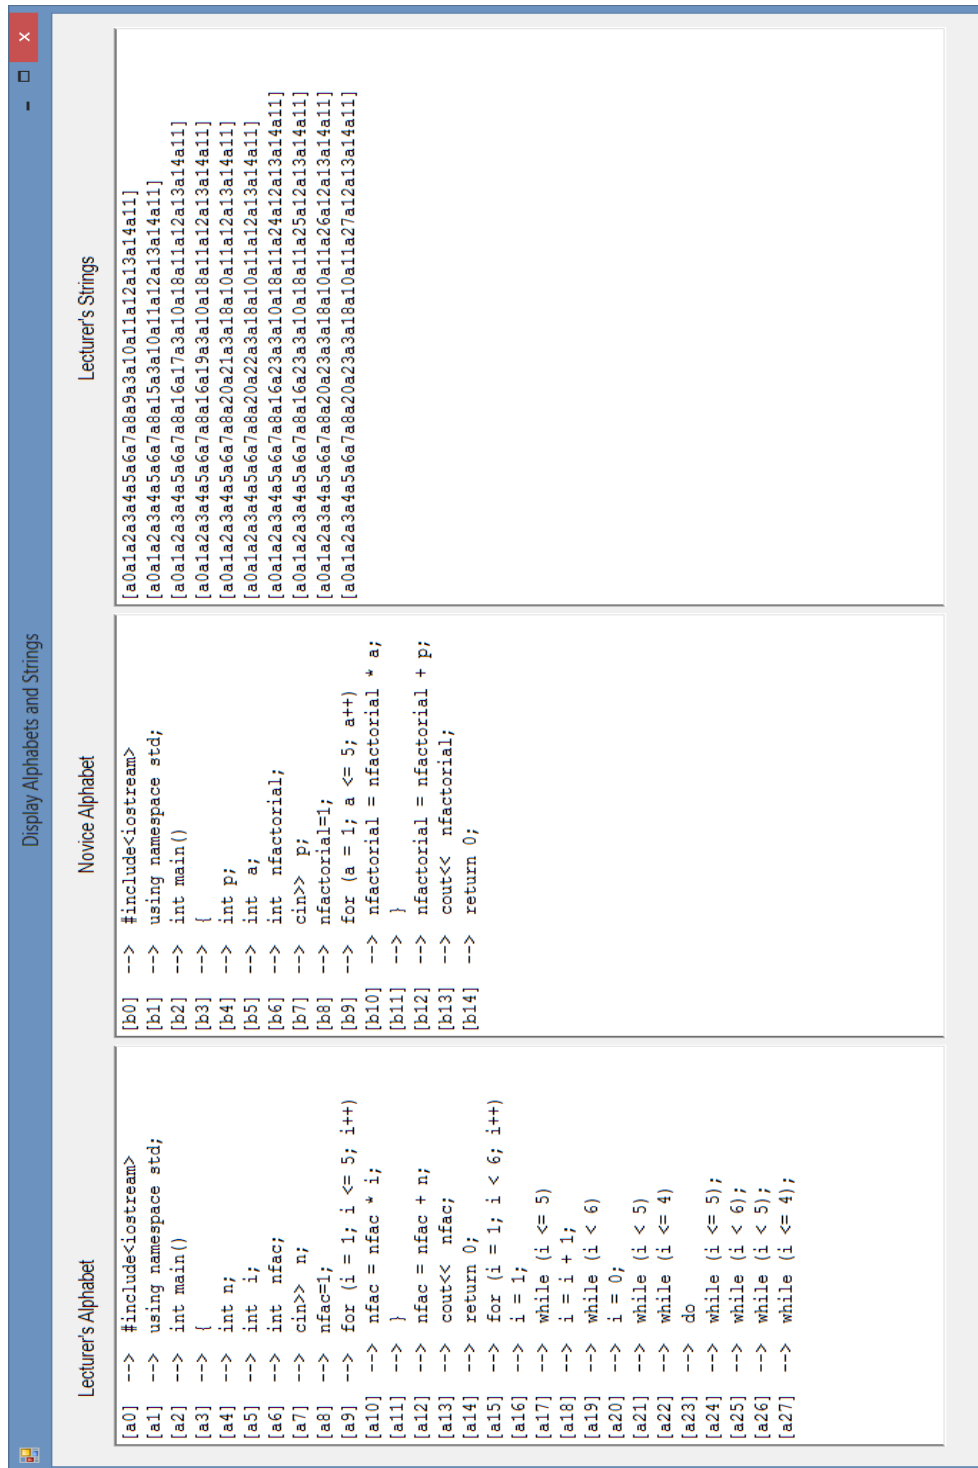 Display Alphabets and Strings
Lecturer's Alphabet
[a0] --> #include<iostream>
[a1] --> using namespace std;
[a2] --> int main()
[a3] --> {
[a4] --> int n;
[a5] --> int  i;
[a6] --> int  nfac;
[a7] --> cin>>  n;
[a8] --> nfac=1;
[a9] --> for (i = 1; i <= 5; i++)
[a10] --> nfac = nfac * i;
[a11] --> }
[a12] --> nfac = nfac + n;
[a13] --> cout<<  nfac;
[a14] --> return 0;
[a15] --> for (i = 1; i < 6; i++)
[a16] --> i = 1;
[a17] --> while (i <= 5)
[a18] --> i = i + 1;
[a19] --> while (i < 6)
[a20] --> i = 0;
[a21] --> while (i < 5)
[a22] --> while (i <= 4)
[a23] --> do
[a24] --> while (i <= 5);
[a25] --> while (i < 6);
[a26] --> while (i < 5);
[a27] --> while (i <= 4);
Novice Alphabet
[b0] --> #include<iostream>
[b1] --> using namespace std;
[b2] --> int main()
[b3] --> {
[b4] --> int p;
[b5] --> int  a;
[b6] --> int  nfactorial;
[b7] --> cin>>  p;
[b8] --> nfactorial=1;
[b9] --> for (a = 1; a <= 5; a++)
[b10] --> nfactorial = nfactorial * a;
[b11] --> }
[b12] --> nfactorial = nfactorial + p;
[b13] --> cout<<  nfactorial;
[b14] --> return 0;
Lecturer's Strings
[a0a1a2a3a4a5a6a7a8a9a3a10a11a12a13a14a11]
[a0a1a2a3a4a5a6a7a8a15a3a10a11a12a13a14a11]
[a0a1a2a3a4a5a6a7a8a16a17a3a10a18a11a12a13a14a11]
[a0a1a2a3a4a5a6a7a8a16a19a3a10a18a11a12a13a14a11]
[a0a1a2a3a4a5a6a7a8a20a21a3a18a10a11a12a13a14a11]
[a0a1a2a3a4a5a6a7a8a20a22a3a18a10a11a12a13a14a11]
[a0a1a2a3a4a5a6a7a8a16a23a3a10a18a11a24a12a13a14a11]
[a0a1a2a3a4a5a6a7a8a16a23a3a10a18a11a25a12a13a14a11]
[a0a1a2a3a4a5a6a7a8a20a23a3a18a10a11a26a12a13a14a11]
[a0a1a2a3a4a5a6a7a8a20a23a3a18a10a11a27a12a13a14a11]